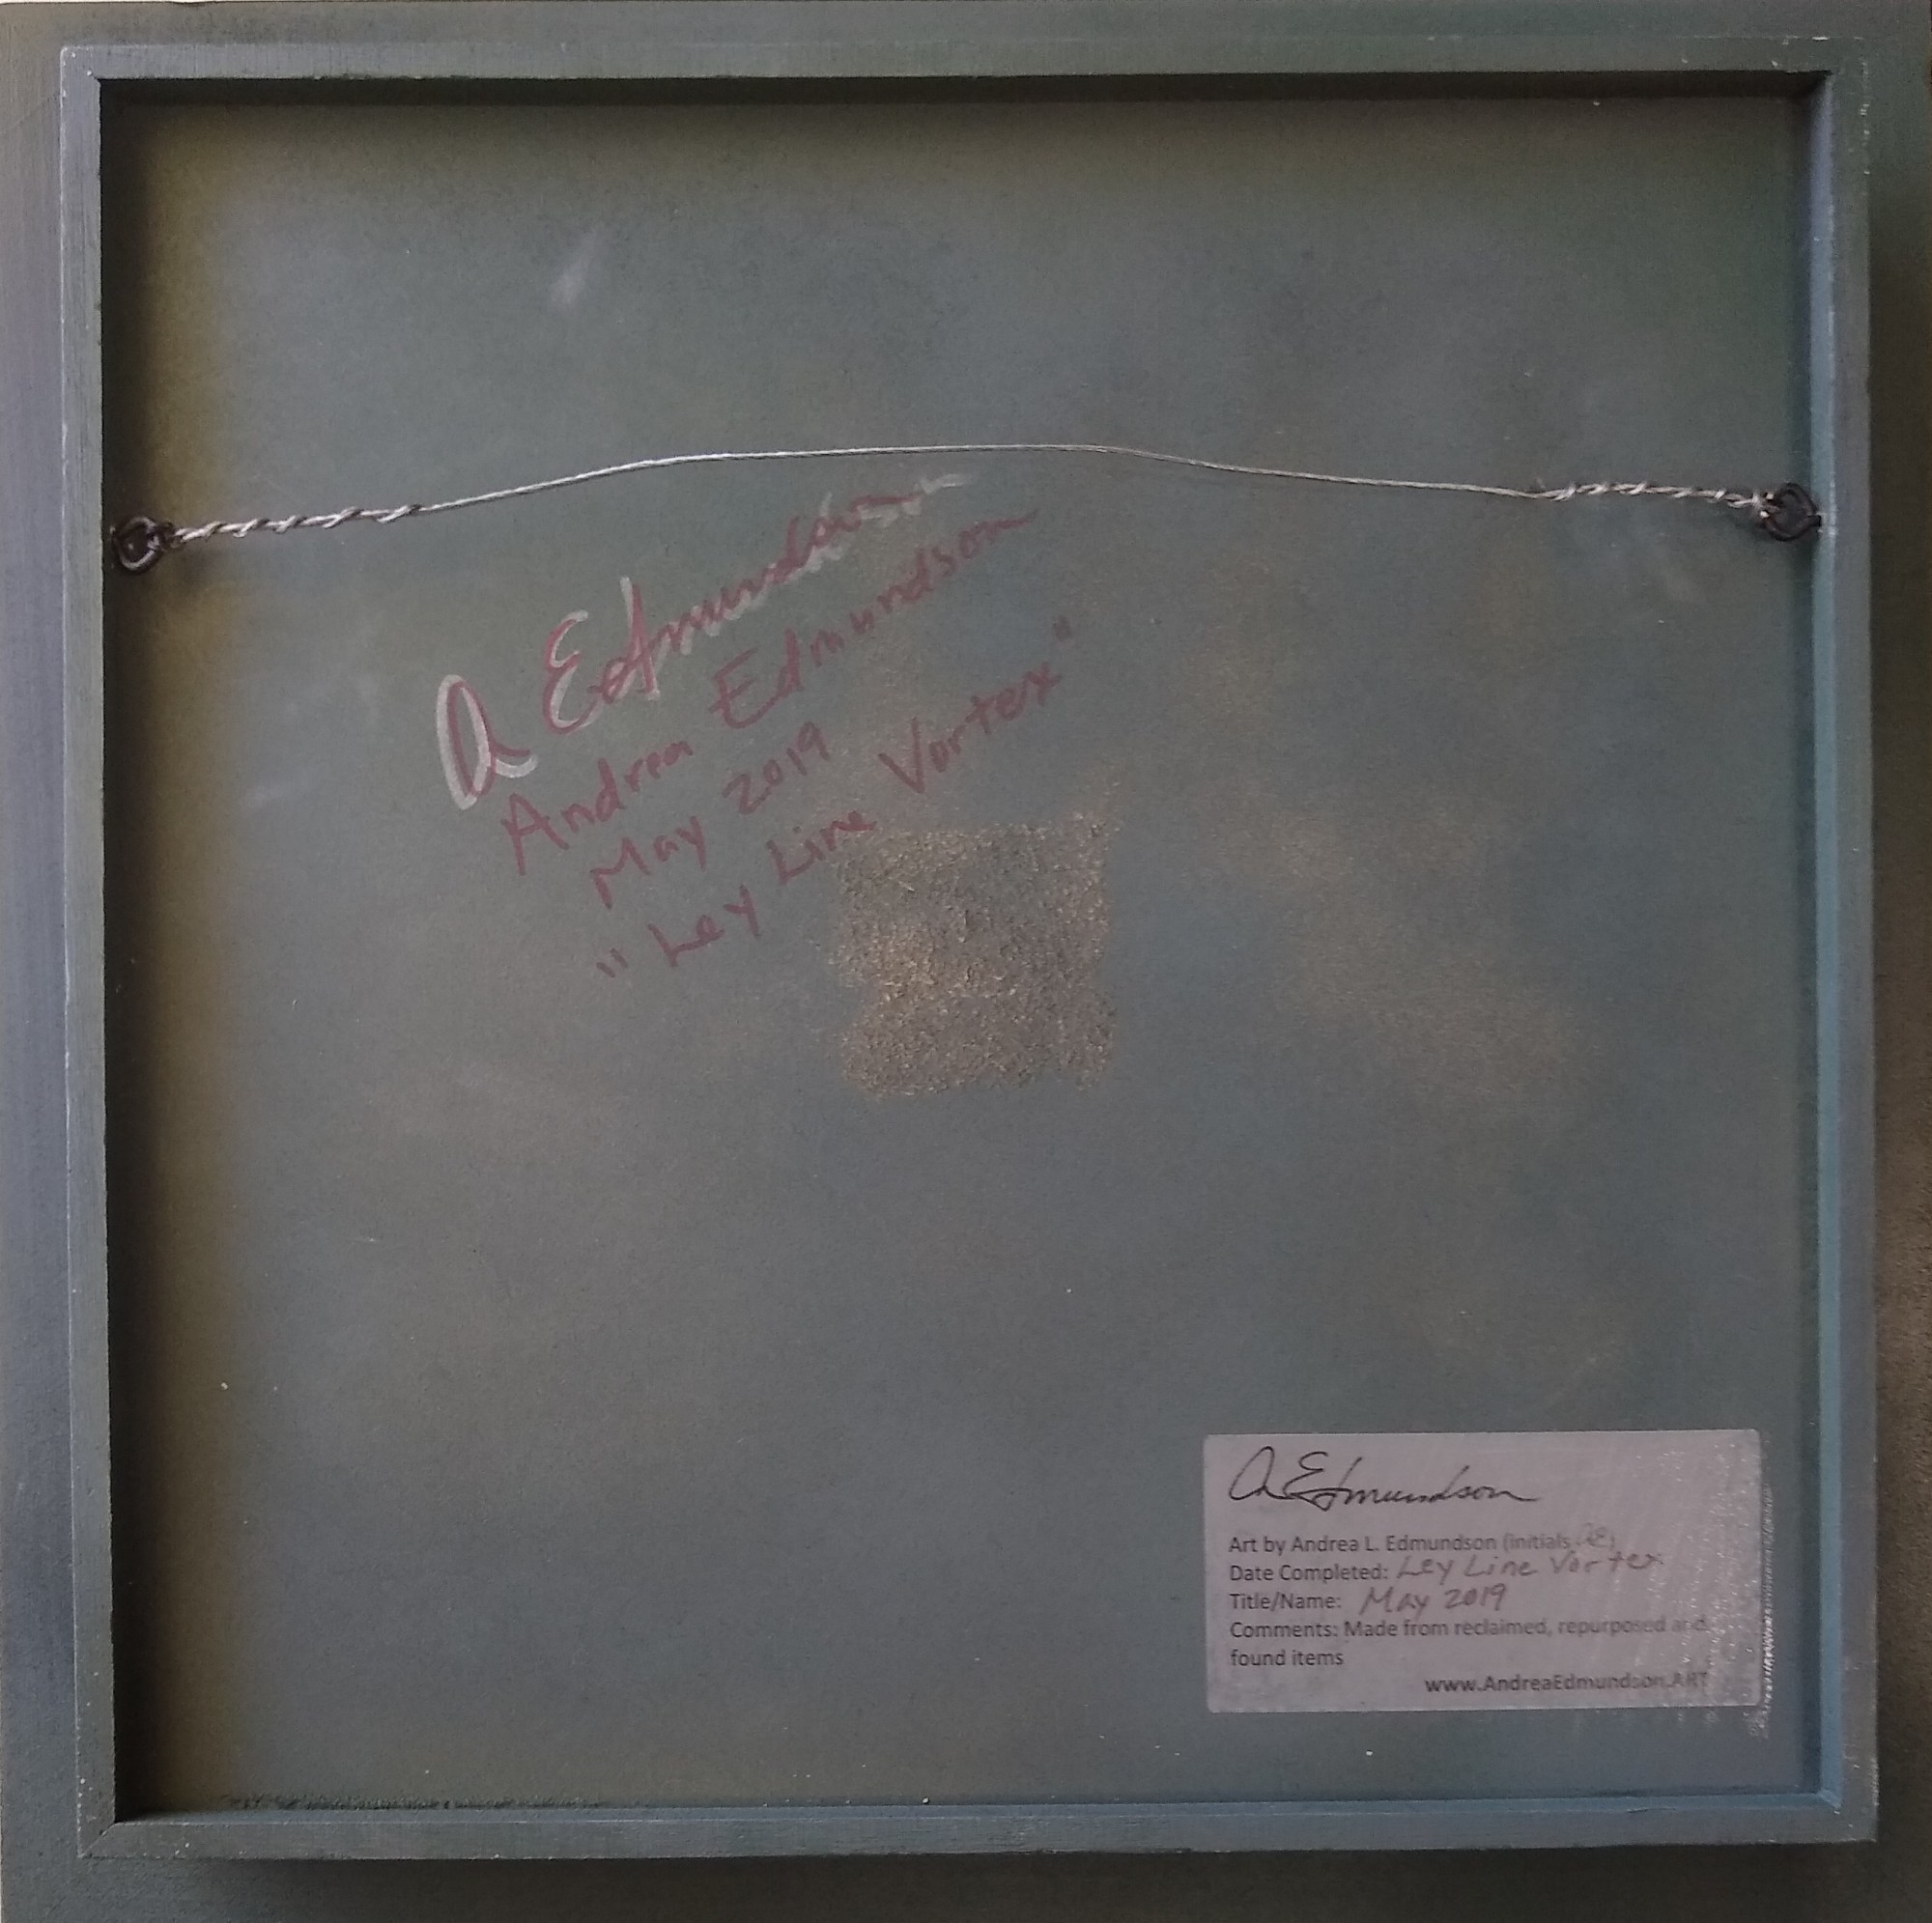 A Edmundson
Andrea Edmundson
May 2019
"Ley Line Vortex"
A Edmundson
Art by Andrea L. Edmundson (initials AE)
Date Completed: Ley Line Vortex
Title/Name: May 2019
Comments: Made from reclaimed, repurposed and
found items
www.AndreaEdmundson.ART